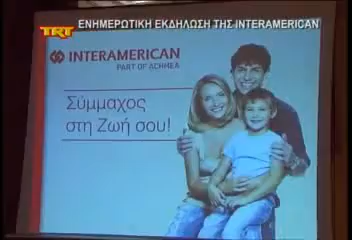 TRT
ΕΝΗΜΕΡΩΤΙΚΗ ΕΚΔΗΛΩΣΗ ΤΗΣ INTERAMERICAN
INTERAMERICAN
PART OF ACHMEA
Σύμμαχος
στη Ζωή σου!